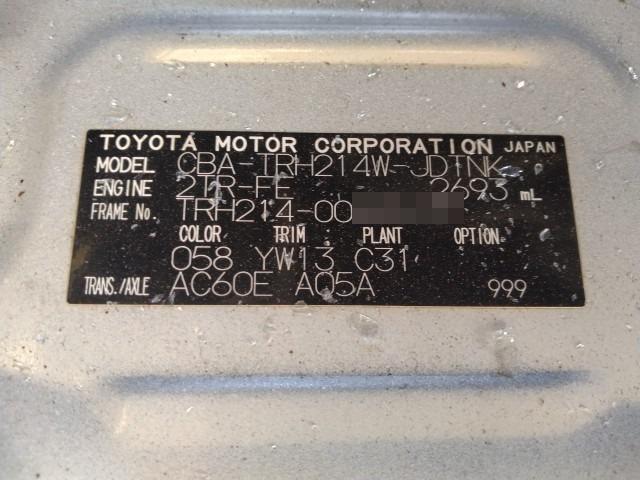 TOYOTA MOTOR CORPORATION JAPAN
MODEL CBA-TRH214W-JDTNK
ENGINE 2TR-FE 2693 mL
FRAME No. TRH214-00
COLOR TRIM PLANT OPTION
058 YW13 C31
TRANS./AXLE AC60E A05A 999